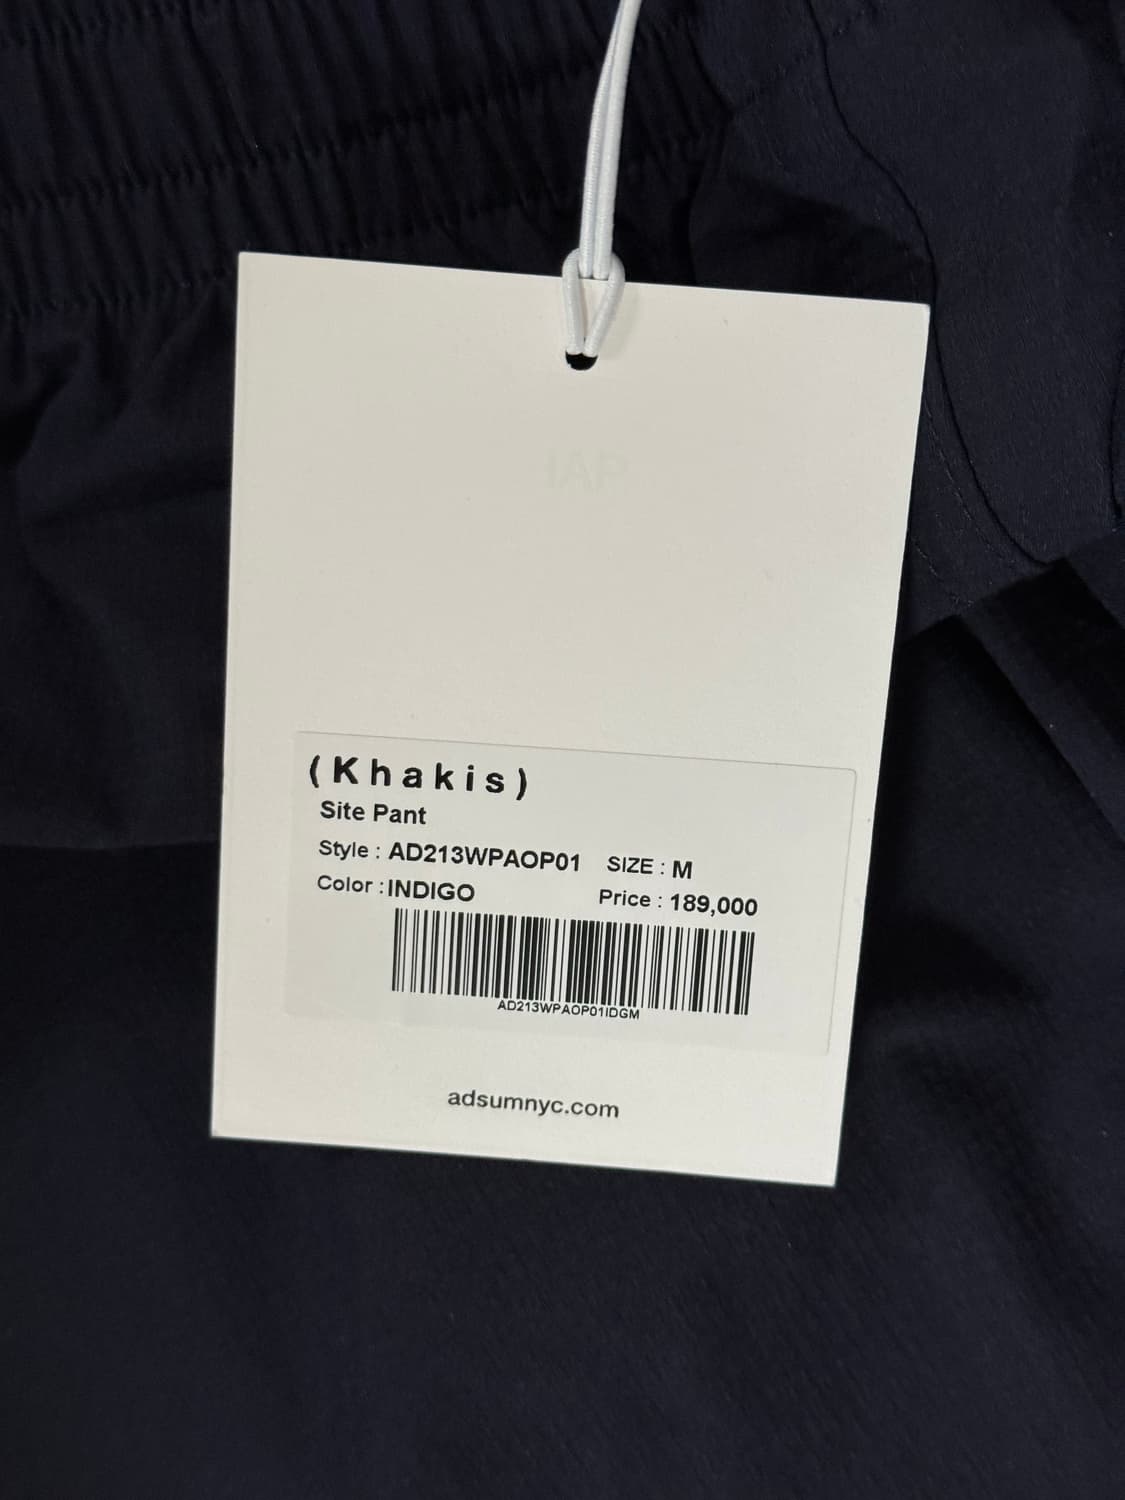 (Khakis)
Site Pant
Style : AD213WPAOP01 SIZE : M
Color : INDIGO Price : 189,000
AD213WPAOP01IDGM
adsumnyc.com